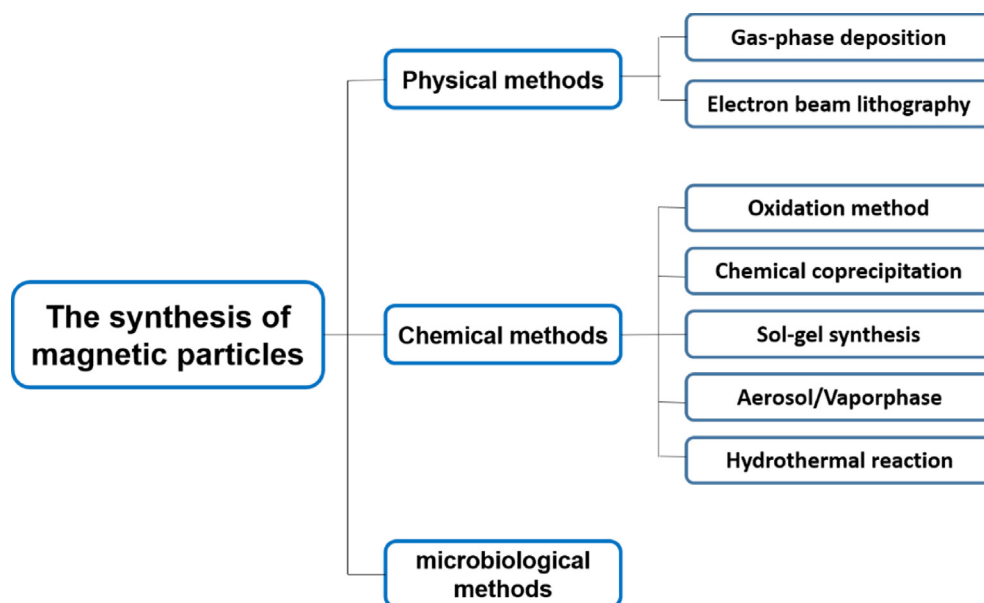 The synthesis of
magnetic particles
Physical methods
Gas-phase deposition
Electron beam lithography
Chemical methods
Oxidation method
Chemical coprecipitation
Sol-gel synthesis
Aerosol/Vaporphase
Hydrothermal reaction
microbiological
methods